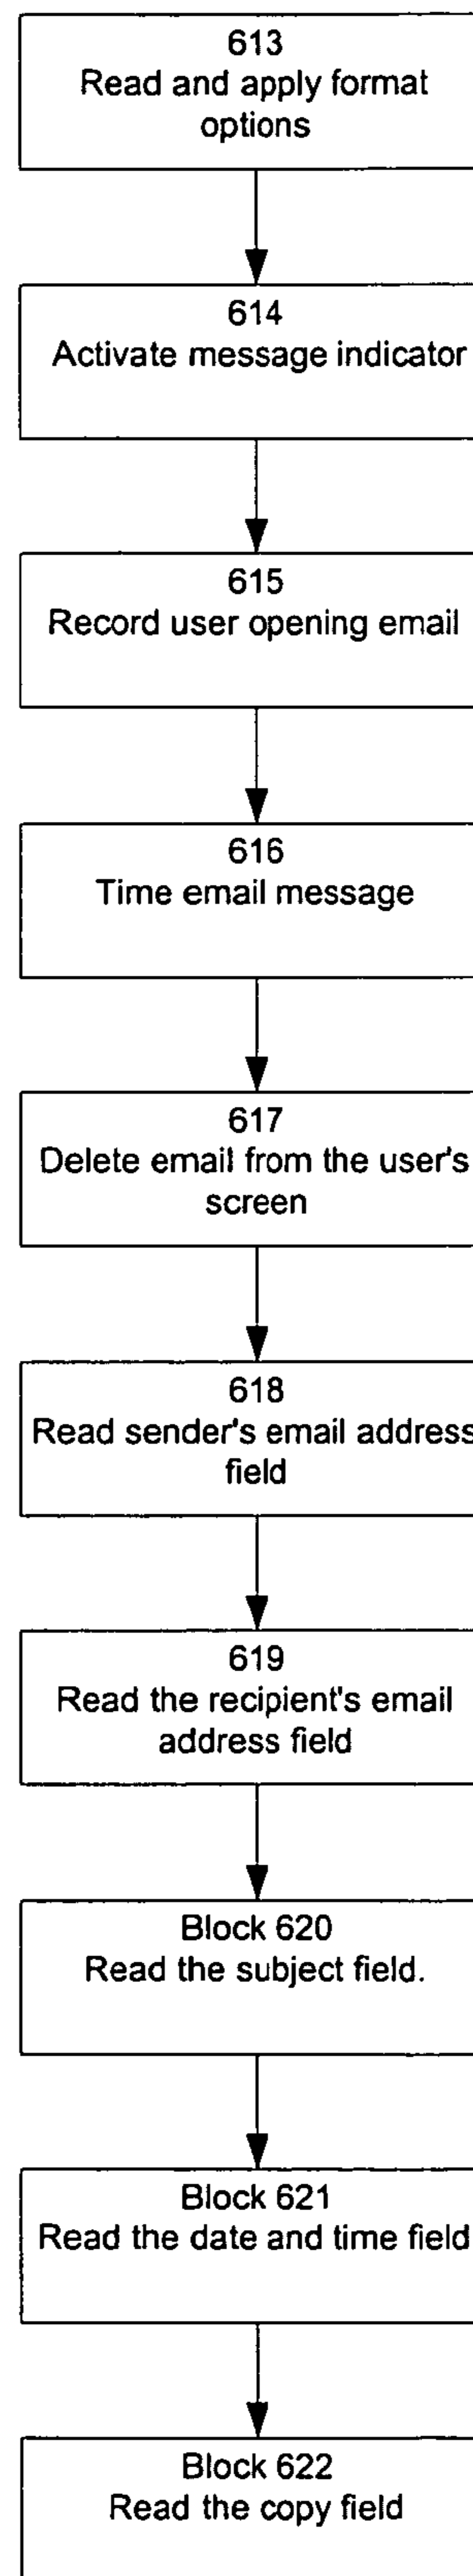 613
Read and apply format
options
614
Activate message indicator
615
Record user opening email
616
Time email message
617
Delete email from the user's
screen
618
Read sender's email address
field
619
Read the recipient's email
address field
Block 620
Read the subject field.
Block 621
Read the date and time field
Block 622
Read the copy field